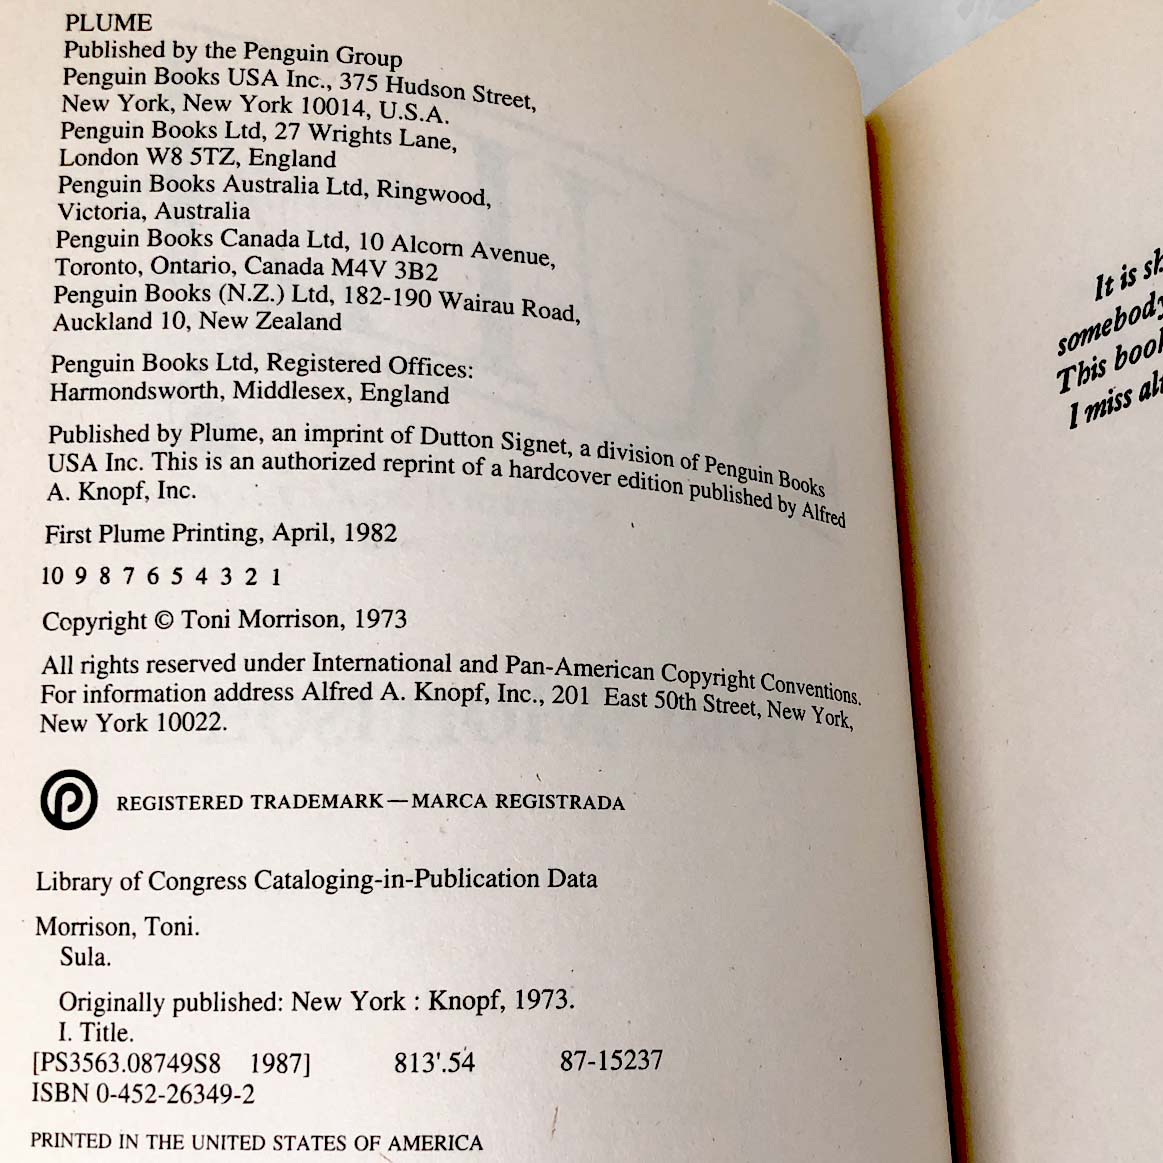 PLUME
Published by the Penguin Group
Penguin Books USA Inc., 375 Hudson Street,
New York, New York 10014, U.S.A.
Penguin Books Ltd, 27 Wrights Lane,
London W8 5TZ, England
Penguin Books Australia Ltd, Ringwood,
Victoria, Australia
Penguin Books Canada Ltd, 10 Alcorn Avenue,
Toronto, Ontario, Canada M4V 3B2
Penguin Books (N.Z.) Ltd, 182-190 Wairau Road,
Auckland 10, New Zealand
Penguin Books Ltd, Registered Offices:
Harmondsworth, Middlesex, England
Published by Plume, an imprint of Dutton Signet, a division of Penguin Books
USA Inc. This is an authorized reprint of a hardcover edition published by Alfred
A. Knopf, Inc.
First Plume Printing, April, 1982
10 9 8 7 6 5 4 3 2 1
Copyright © Toni Morrison, 1973
All rights reserved under International and Pan-American Copyright Conventions.
For information address Alfred A. Knopf, Inc., 201 East 50th Street, New York,
New York 10022.
REGISTERED TRADEMARK—MARCA REGISTRADA
Library of Congress Cataloging-in-Publication Data
Morrison, Toni.
Sula.
Originally published: New York : Knopf, 1973.
I. Title.
[PS3563.08749S8 1987] 813'.54 87-15237
ISBN 0-452-26349-2
PRINTED IN THE UNITED STATES OF AMERICA
It is
somebody
This book
I miss